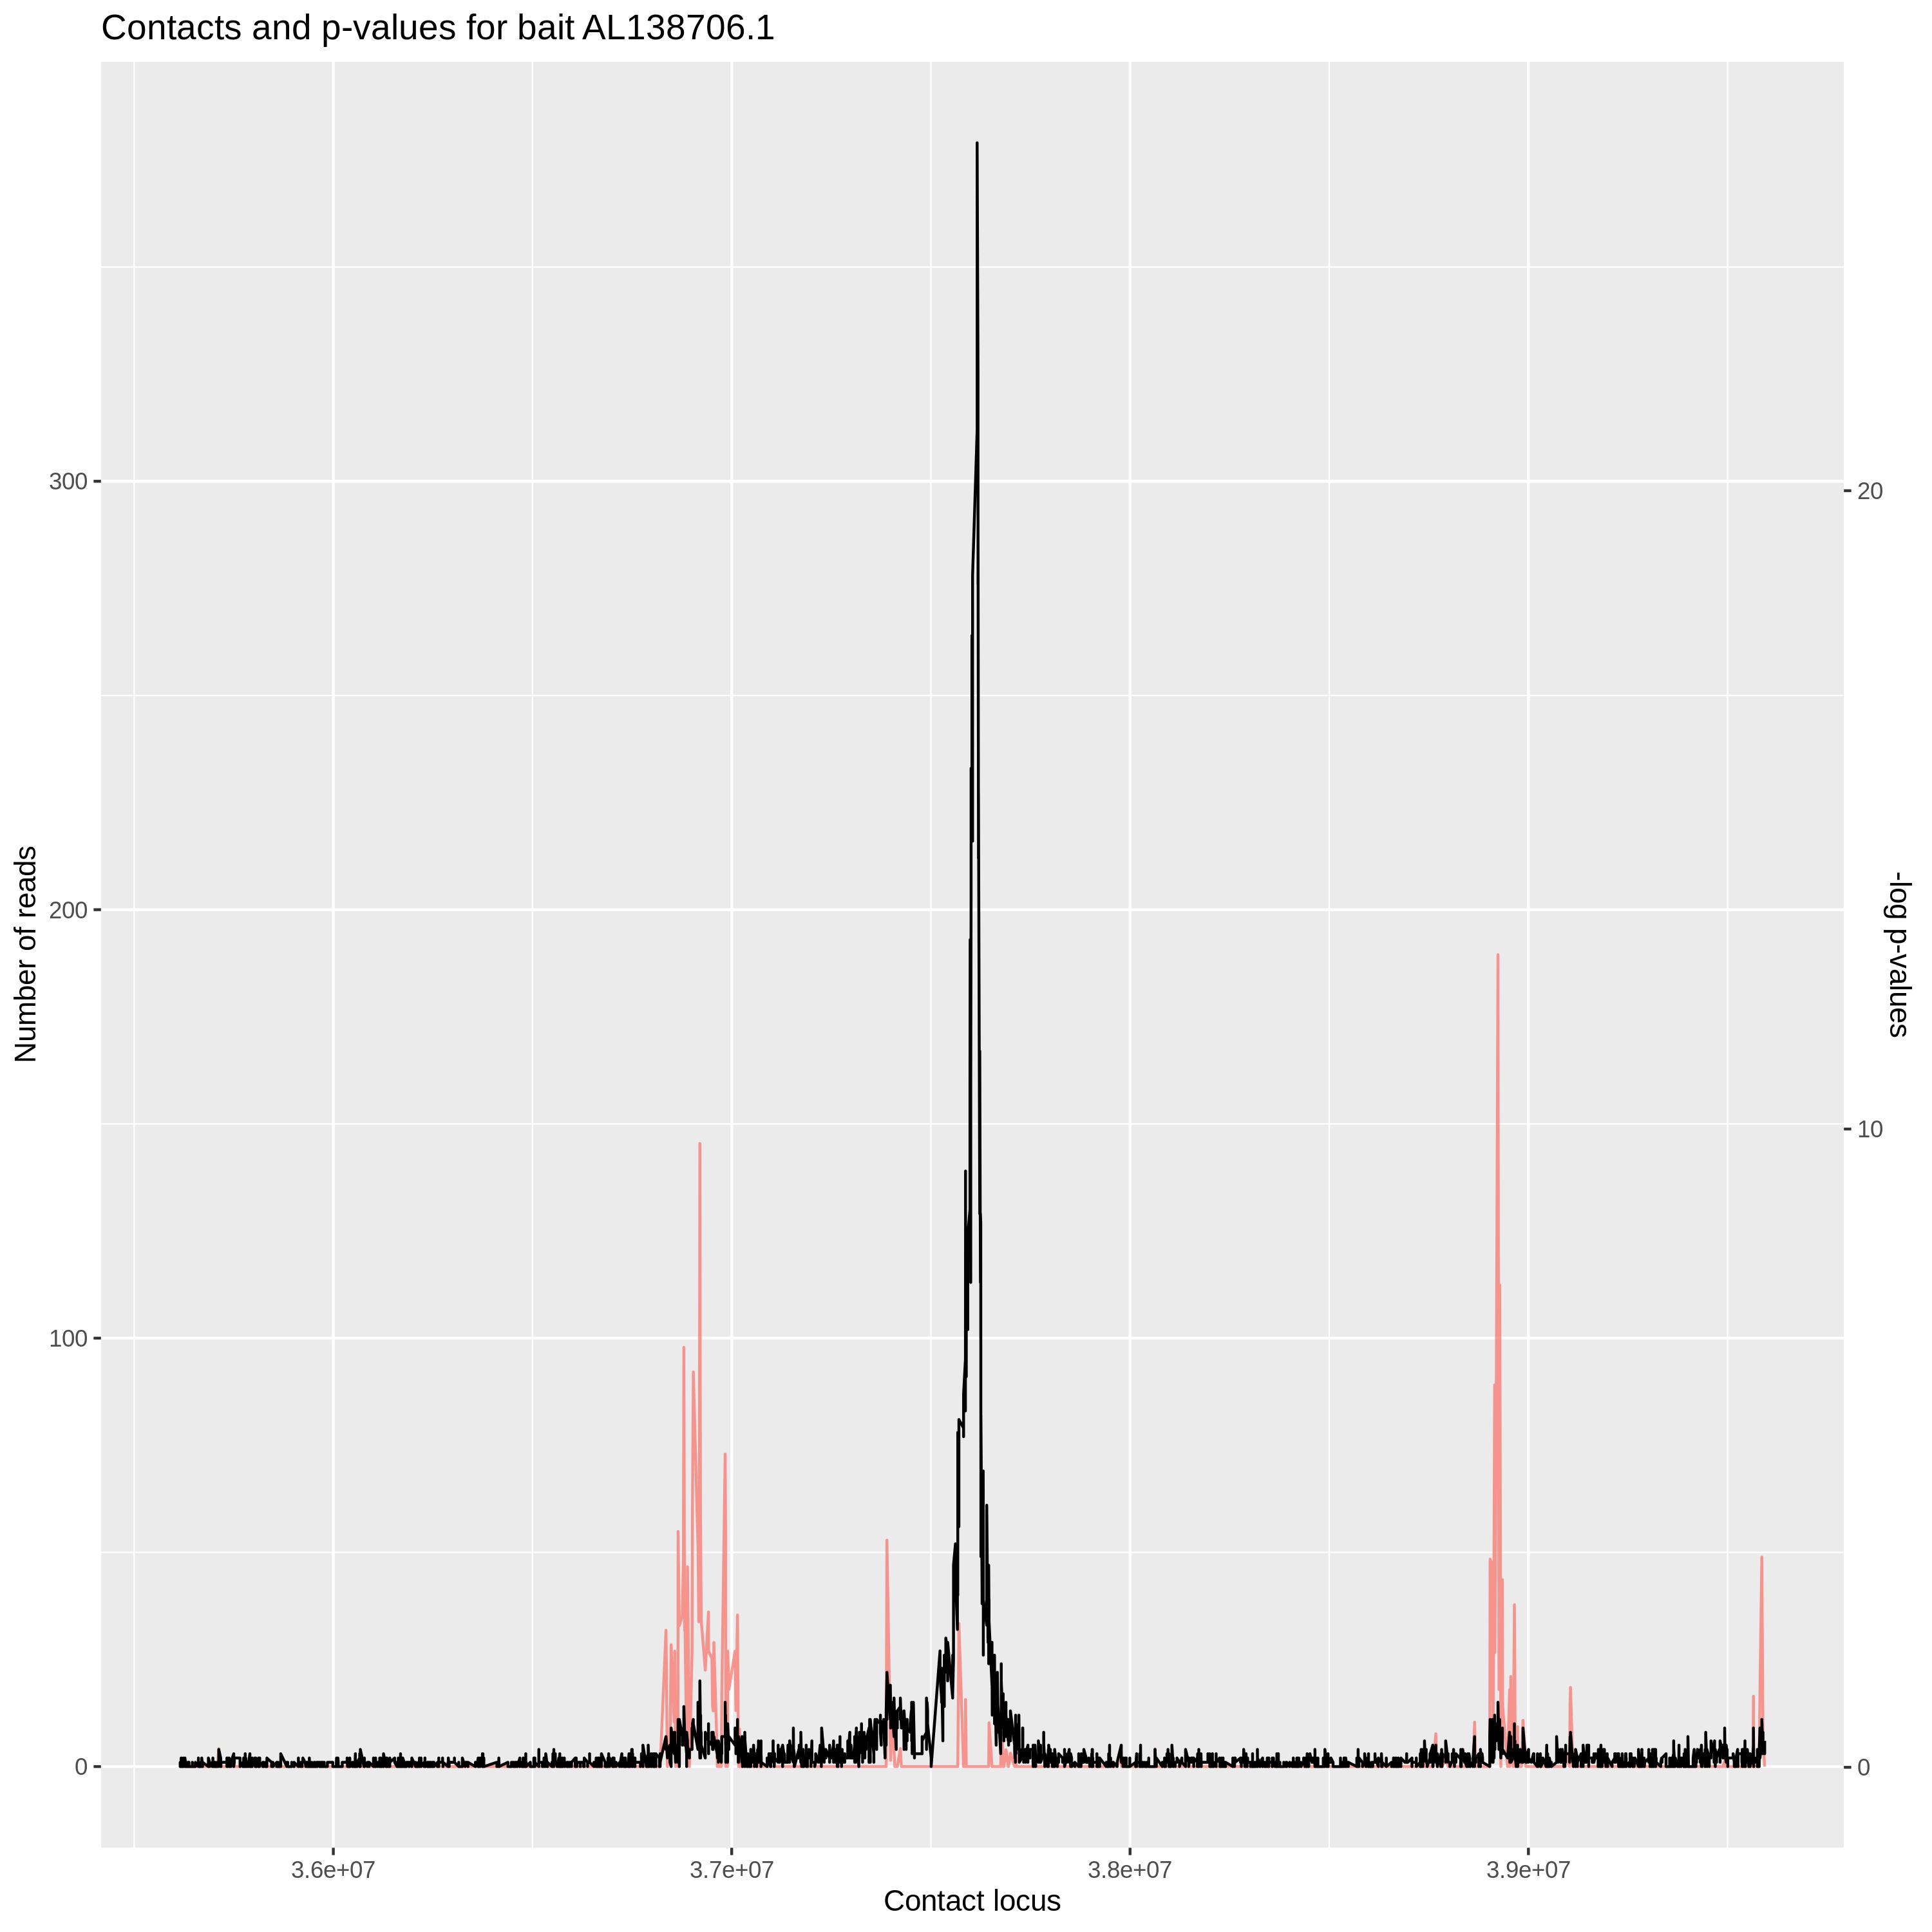 Contacts and p-values for bait AL138706.1
Number of reads
300
200
100
0
20
10
0
-log p-values
3.6e+07
3.7e+07
3.8e+07
3.9e+07
Contact locus